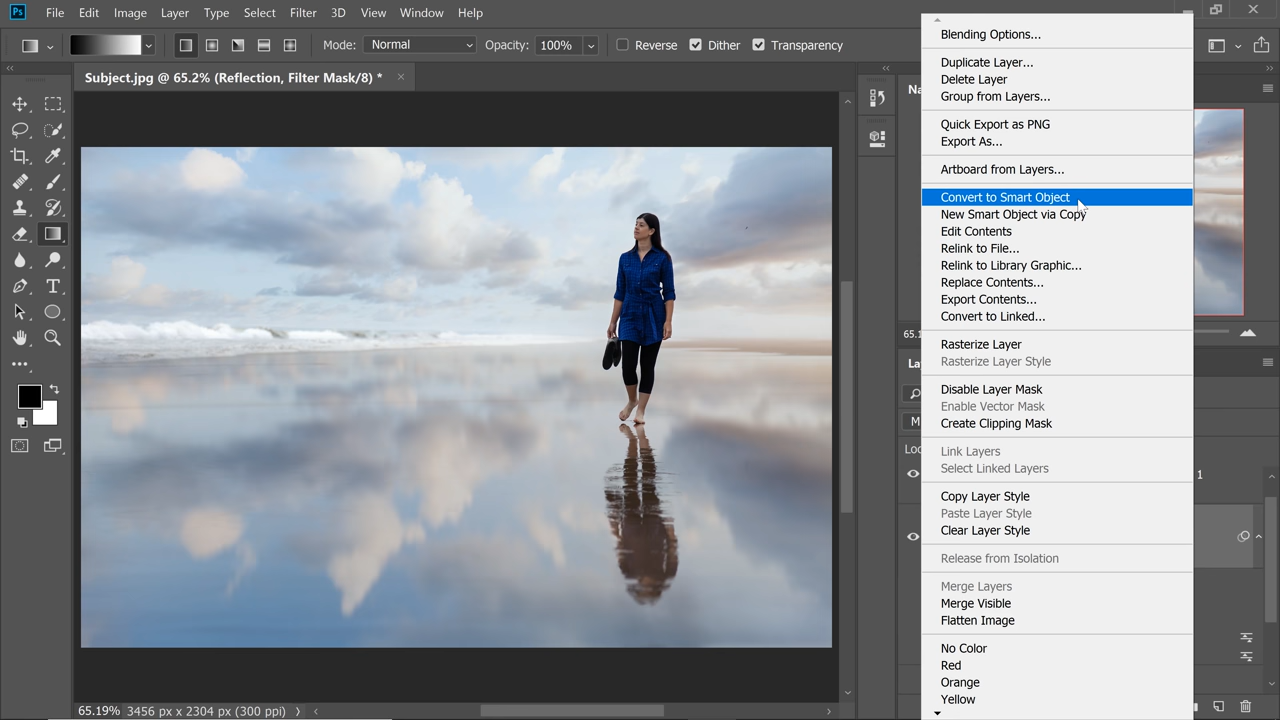 Ps File Edit Image Layer Type Select Filter 3D View Window Help
Mode: Normal Opacity: 100% Reverse Dither Transparency
Subject.jpg @ 65.2% (Reflection, Filter Mask/8) *
Na
65.1
La
M
Loc
1
Blending Options...
Duplicate Layer...
Delete Layer
Group from Layers...
Quick Export as PNG
Export As...
Artboard from Layers...
Convert to Smart Object
New Smart Object via Copy
Edit Contents
Relink to File...
Relink to Library Graphic...
Replace Contents...
Export Contents...
Convert to Linked...
Rasterize Layer
Rasterize Layer Style
Disable Layer Mask
Enable Vector Mask
Create Clipping Mask
Link Layers
Select Linked Layers
Copy Layer Style
Paste Layer Style
Clear Layer Style
Release from Isolation
Merge Layers
Merge Visible
Flatten Image
No Color
Red
Orange
Yellow
65.19% 3456 px x 2304 px (300 ppi)